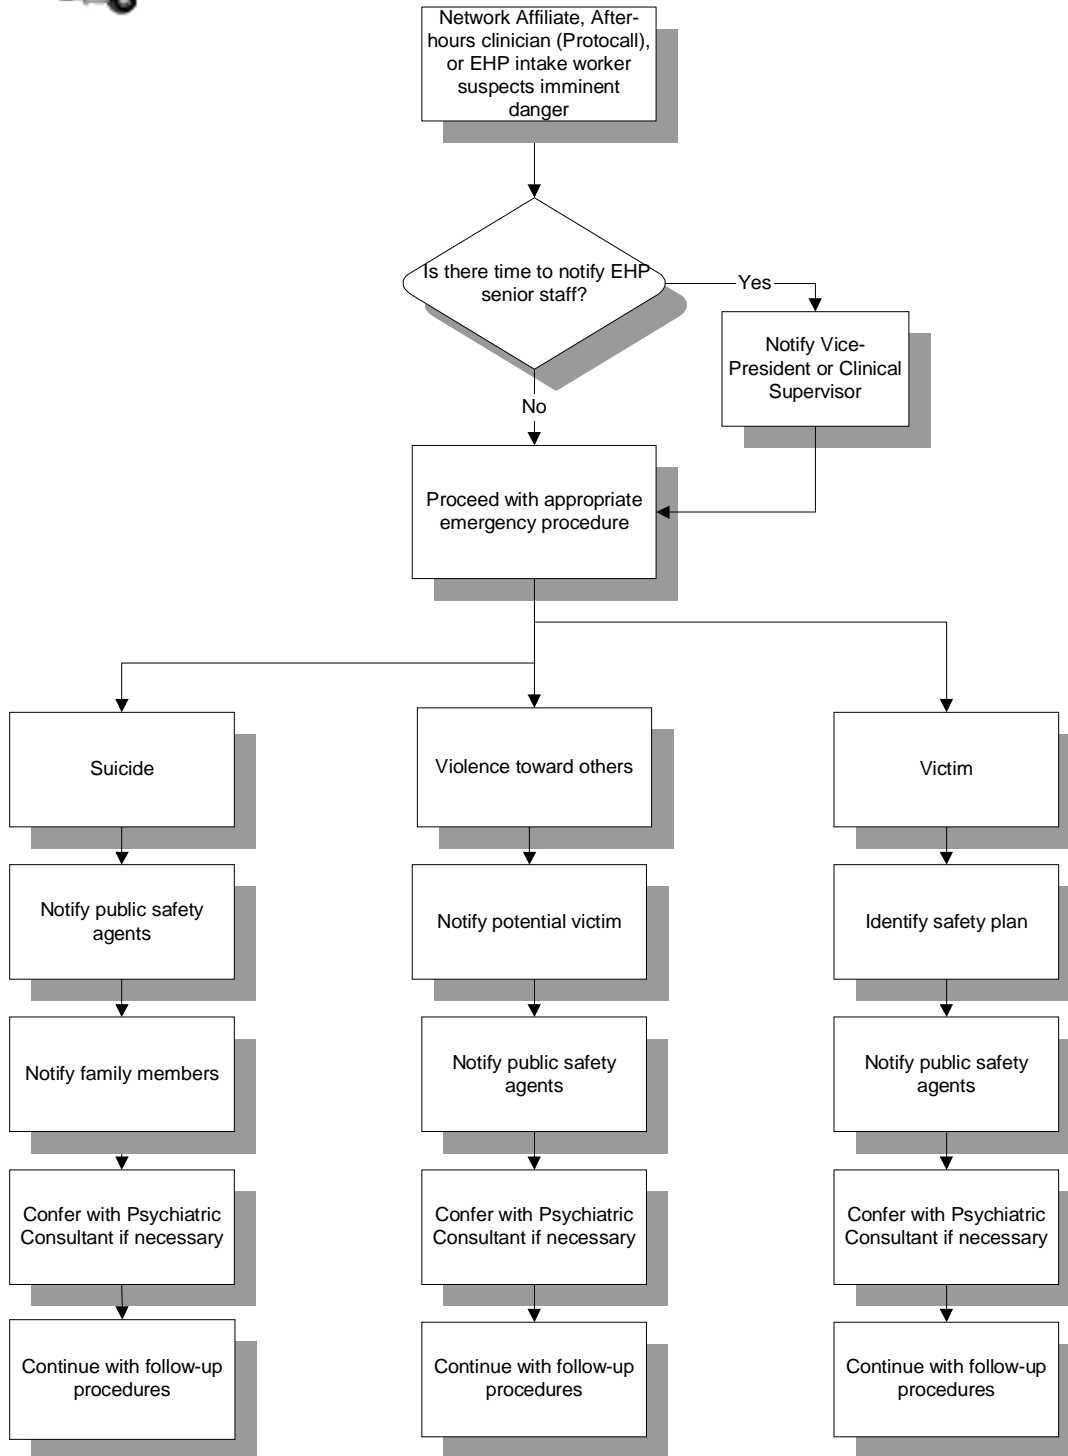 Network Affiliate, After-
hours clinician (Protocall),
or EHP intake worker
suspects imminent
danger
Is there time to notify EHP
senior staff?
Yes
Notify Vice-
President or Clinical
Supervisor
No
Proceed with appropriate
emergency procedure
Suicide
Notify public safety
agents
Notify family members
Confer with Psychiatric
Consultant if necessary
Continue with follow-up
procedures
Violence toward others
Notify potential victim
Notify public safety
agents
Confer with Psychiatric
Consultant if necessary
Continue with follow-up
procedures
Victim
Identify safety plan
Notify public safety
agents
Confer with Psychiatric
Consultant if necessary
Continue with follow-up
procedures